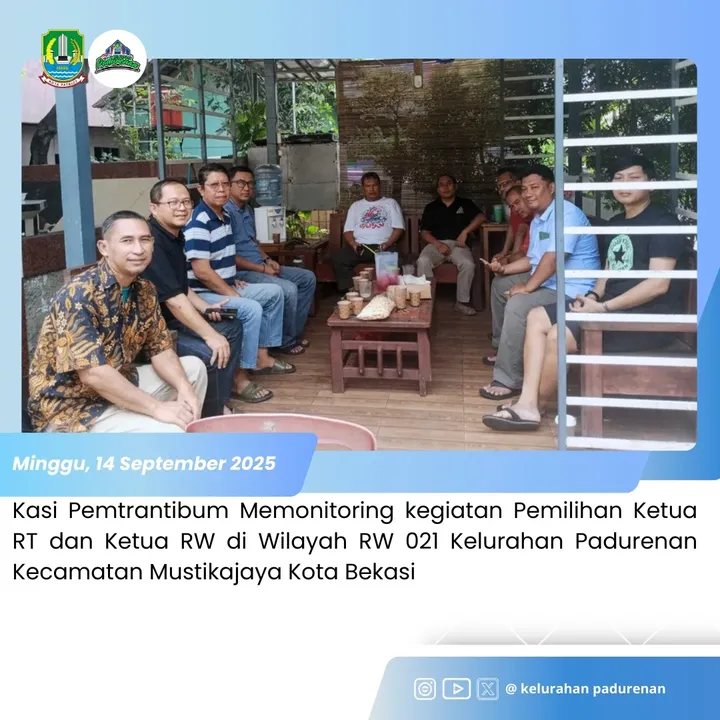 Minggu, 14 September 2025
Kasi Pemtrantibum Memonitoring kegiatan Pemilihan Ketua
RT dan Ketua RW di Wilayah RW 021 Kelurahan Padurenan
Kecamatan Mustikajaya Kota Bekasi
@ kelurahan padurenan